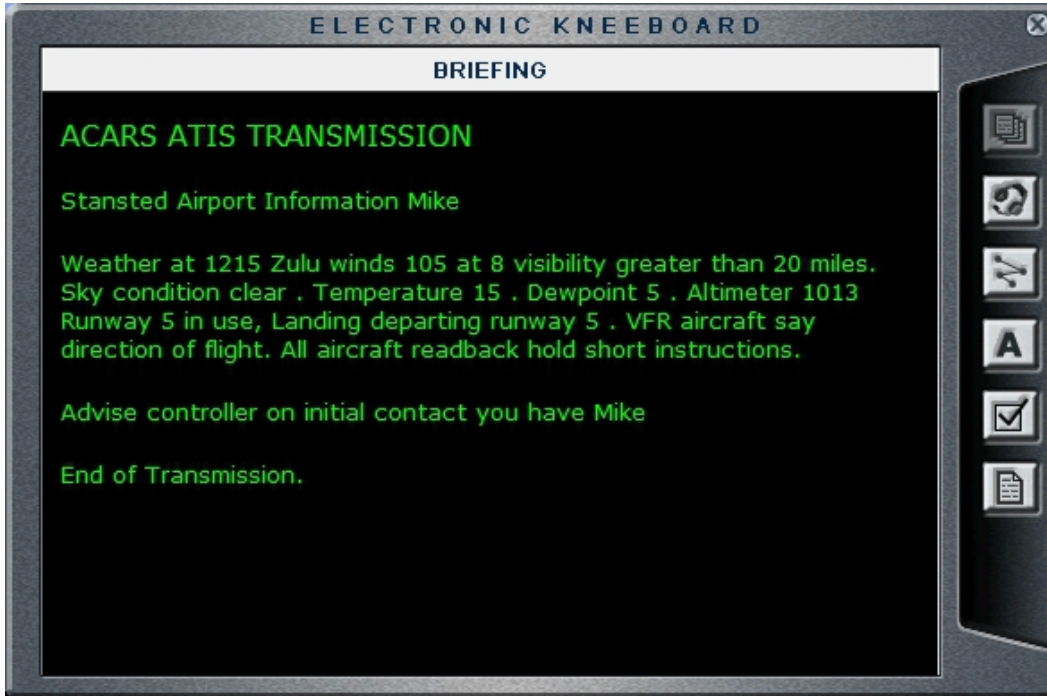 ELECTRONIC KNEEBOARD
BRIEFING
ACARS ATIS TRANSMISSION
Stansted Airport Information Mike
Weather at 1215 Zulu winds 105 at 8 visibility greater than 20 miles.
Sky condition clear . Temperature 15 . Dewpoint 5 . Altimeter 1013
Runway 5 in use, Landing departing runway 5 . VFR aircraft say
direction of flight. All aircraft readback hold short instructions.
Advise controller on initial contact you have Mike
End of Transmission.
A